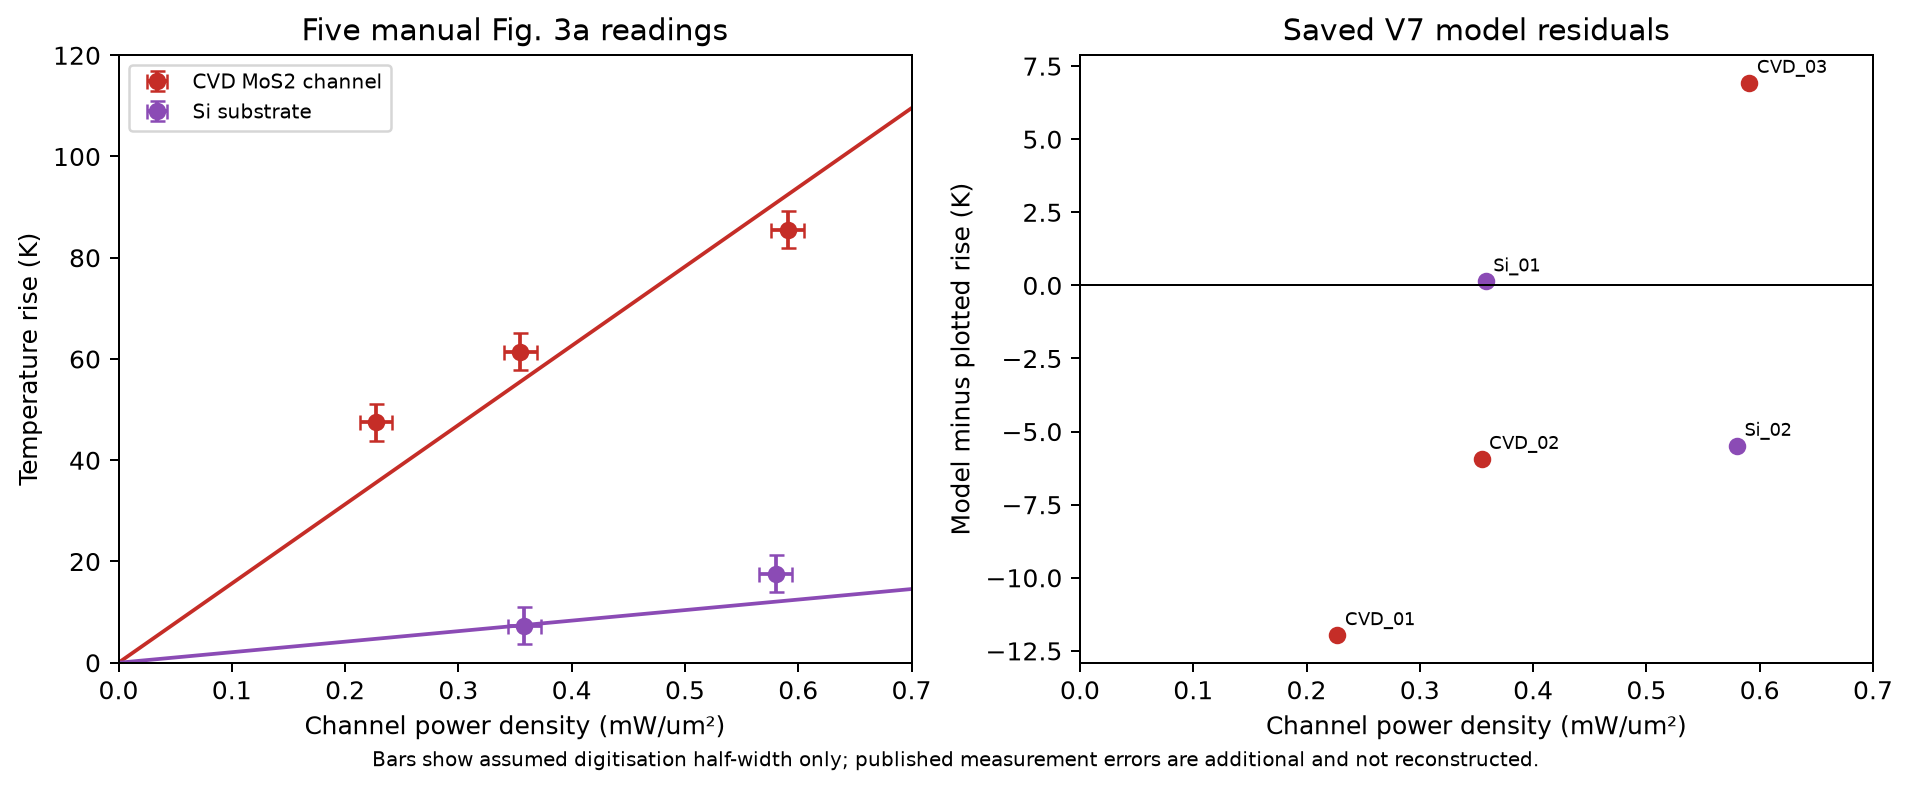 Five manual Fig. 3a readings
CVD MoS2 channel
Si substrate
Temperature rise (K)
120
100
80
60
40
20
0
0.0 0.1 0.2 0.3 0.4 0.5 0.6 0.7
Channel power density (mW/um²)
Saved V7 model residuals
Model minus plotted rise (K)
7.5
5.0
2.5
0.0
−2.5
−5.0
−7.5
−10.0
−12.5
CVD_03
Si_01
Si_02
CVD_02
CVD_01
0.0 0.1 0.2 0.3 0.4 0.5 0.6 0.7
Channel power density (mW/um²)
Bars show assumed digitisation half-width only; published measurement errors are additional and not reconstructed.